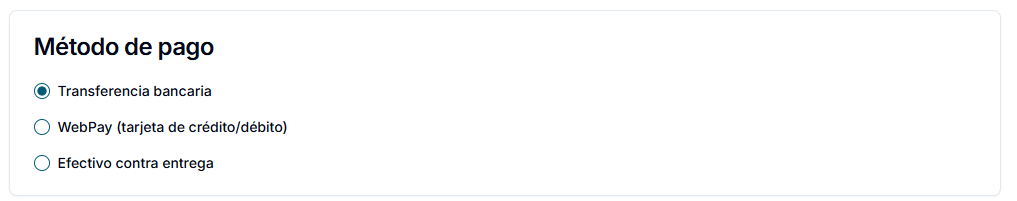 Método de pago
Transferencia bancaria
WebPay (tarjeta de crédito/débito)
Efectivo contra entrega